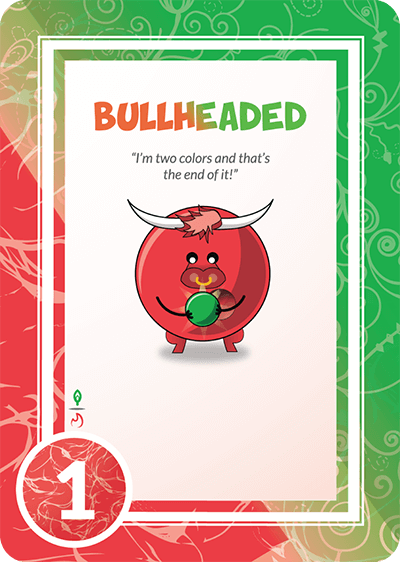 BULLHEADED
“I’m two colors and that’s
the end of it!”
1